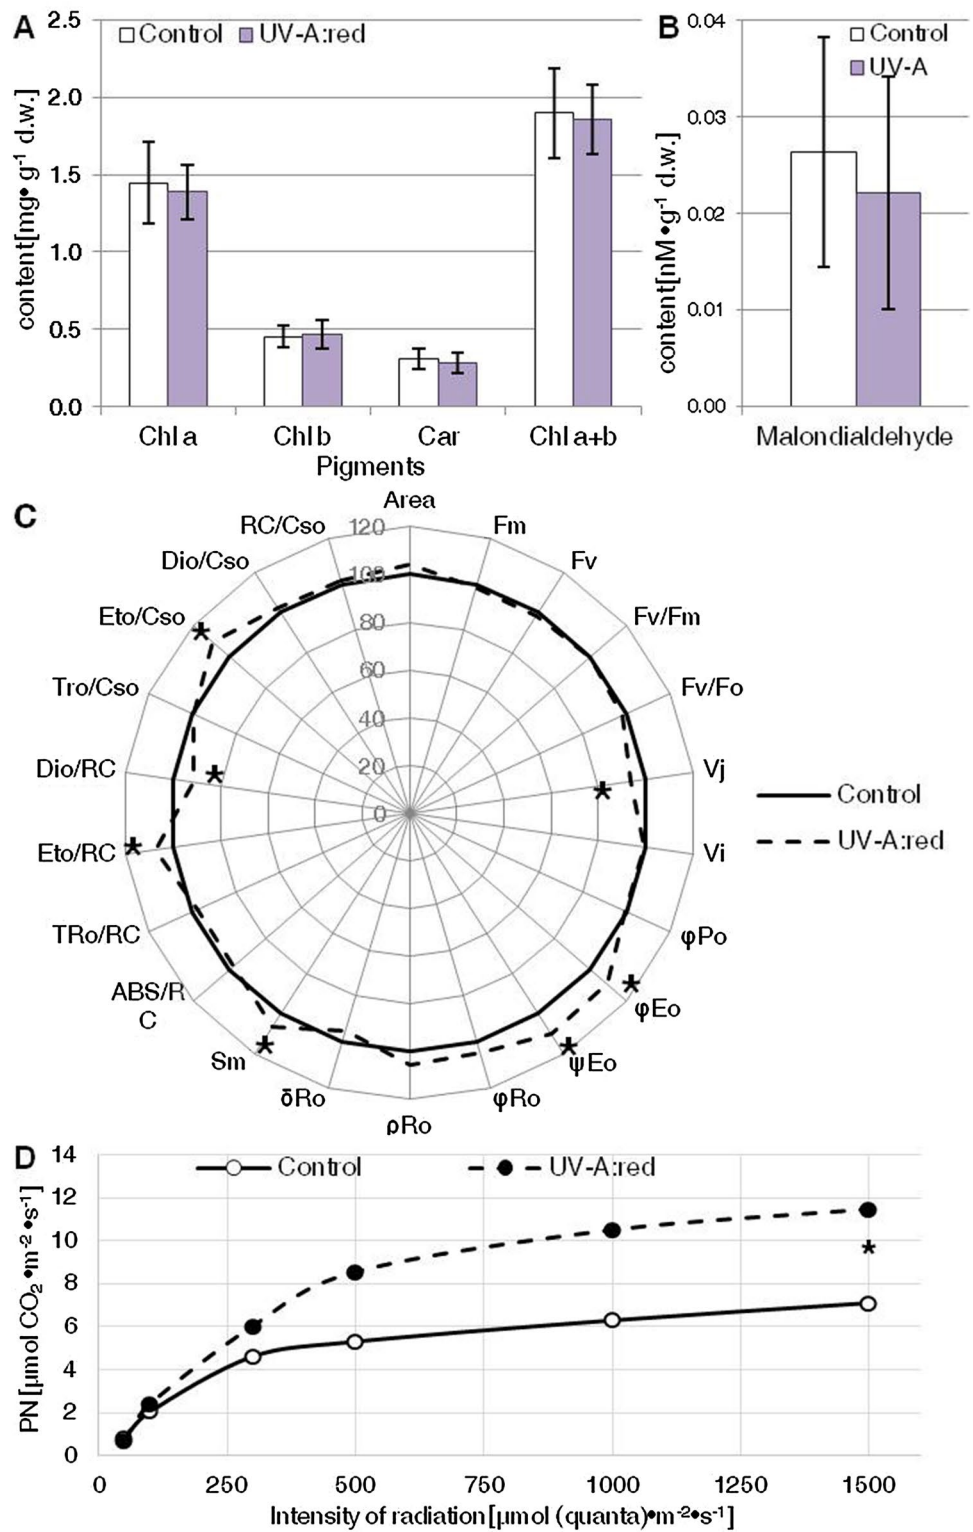 A
Control UV-A:red
content[mg•g⁻¹ d.w.]
2.5
2.0
1.5
1.0
0.5
0.0
Chl a Chl b Car Chl a+b
Pigments
B
Control
UV-A
content[nM•g⁻¹ d.w.]
0.04
0.03
0.02
0.01
0.00
Malondialdehyde
C
Area
Fm
Fv
Fv/Fm
Fv/Fo
Vj
Vi
φPo
φEo
ψEo
φRo
ρRo
δRo
Sm
ABS/R
C
TRo/RC
Eto/RC
Dio/RC
Tro/Cso
Eto/Cso
Dio/Cso
RC/Cso
120
100
80
60
40
20
0
* * * * * * *
Control
UV-A:red
D
Control UV-A:red
PN [µmol CO₂•m⁻²•s⁻¹]
14
12
10
8
6
4
2
0
*
0 250 500 750 1000 1250 1500
Intensity of radiation [µmol (quanta)•m⁻²•s⁻¹]